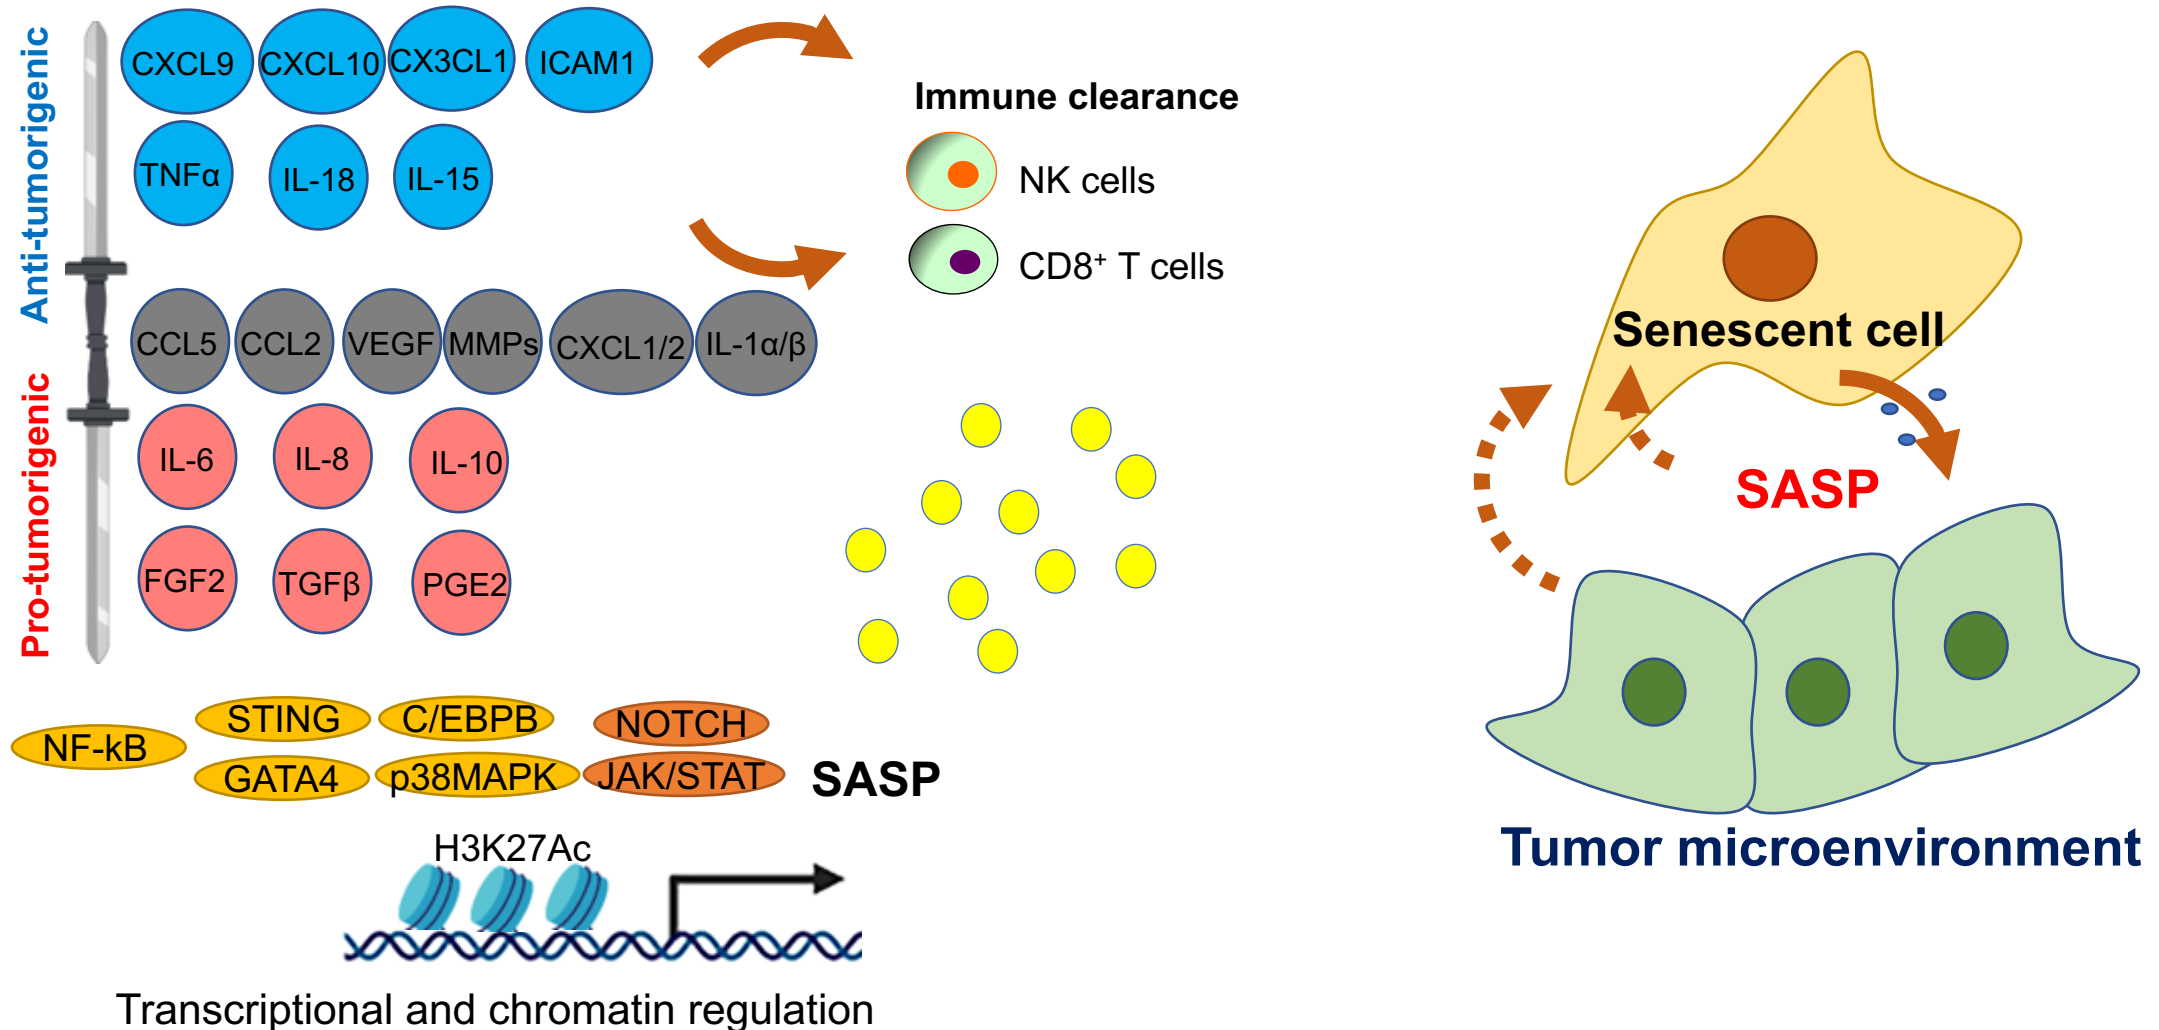 Anti-tumorigenic
CXCL9 CXCL10 CX3CL1 ICAM1
TNFα IL-18 IL-15
Immune clearance
NK cells
CD8⁺ T cells
CCL5 CCL2 VEGF MMPs CXCL1/2 IL-1α/β
Pro-tumorigenic
IL-6 IL-8 IL-10
FGF2 TGFβ PGE2
NF-kB STING C/EBPB NOTCH
GATA4 p38MAPK JAK/STAT SASP
H3K27Ac
Transcriptional and chromatin regulation
Senescent cell
SASP
Tumor microenvironment